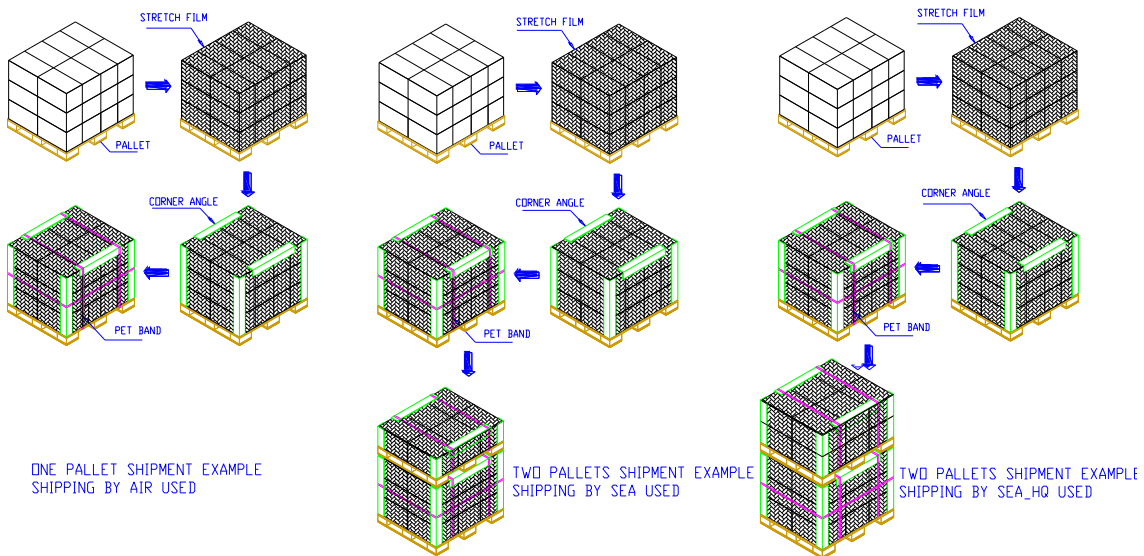 STRETCH FILM
PALLET
CORNER ANGLE
PET BAND
ONE PALLET SHIPMENT EXAMPLE
SHIPPING BY AIR USED
STRETCH FILM
PALLET
CORNER ANGLE
PET BAND
TWO PALLETS SHIPMENT EXAMPLE
SHIPPING BY SEA USED
STRETCH FILM
PALLET
CORNER ANGLE
PET BAND
TWO PALLETS SHIPMENT EXAMPLE
SHIPPING BY SEA_HQ USED